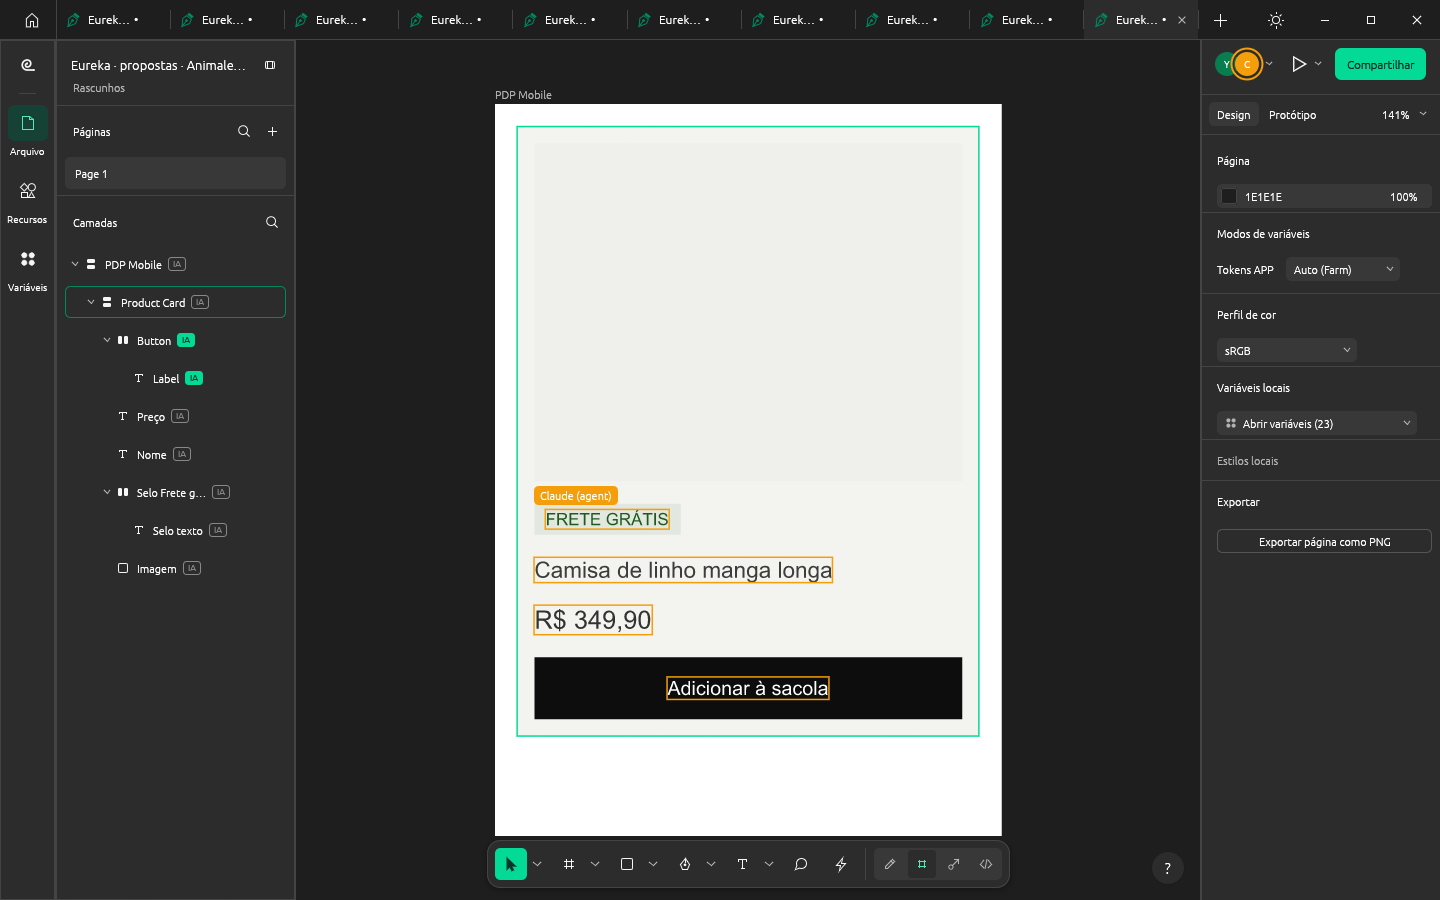 Eurek... •
Eurek... •
Eurek... •
Eurek... •
Eurek... •
Eurek... •
Eurek... •
Eurek... •
Eurek... •
Eurek... •
Eureka · propostas · Animale...
Rascunhos
Arquivo
Recursos
Variáveis
Páginas
Page 1
Camadas
PDP Mobile IA
Product Card IA
Button IA
Label IA
Preço IA
Nome IA
Selo Frete g... IA
Selo texto IA
Imagem IA
PDP Mobile
Claude (agent)
FRETE GRÁTIS
Camisa de linho manga longa
R$ 349,90
Adicionar à sacola
Y C
Compartilhar
Design Protótipo 141%
Página
1E1E1E 100%
Modos de variáveis
Tokens APP Auto (Farm)
Perfil de cor
sRGB
Variáveis locais
Abrir variáveis (23)
Estilos locais
Exportar
Exportar página como PNG
?